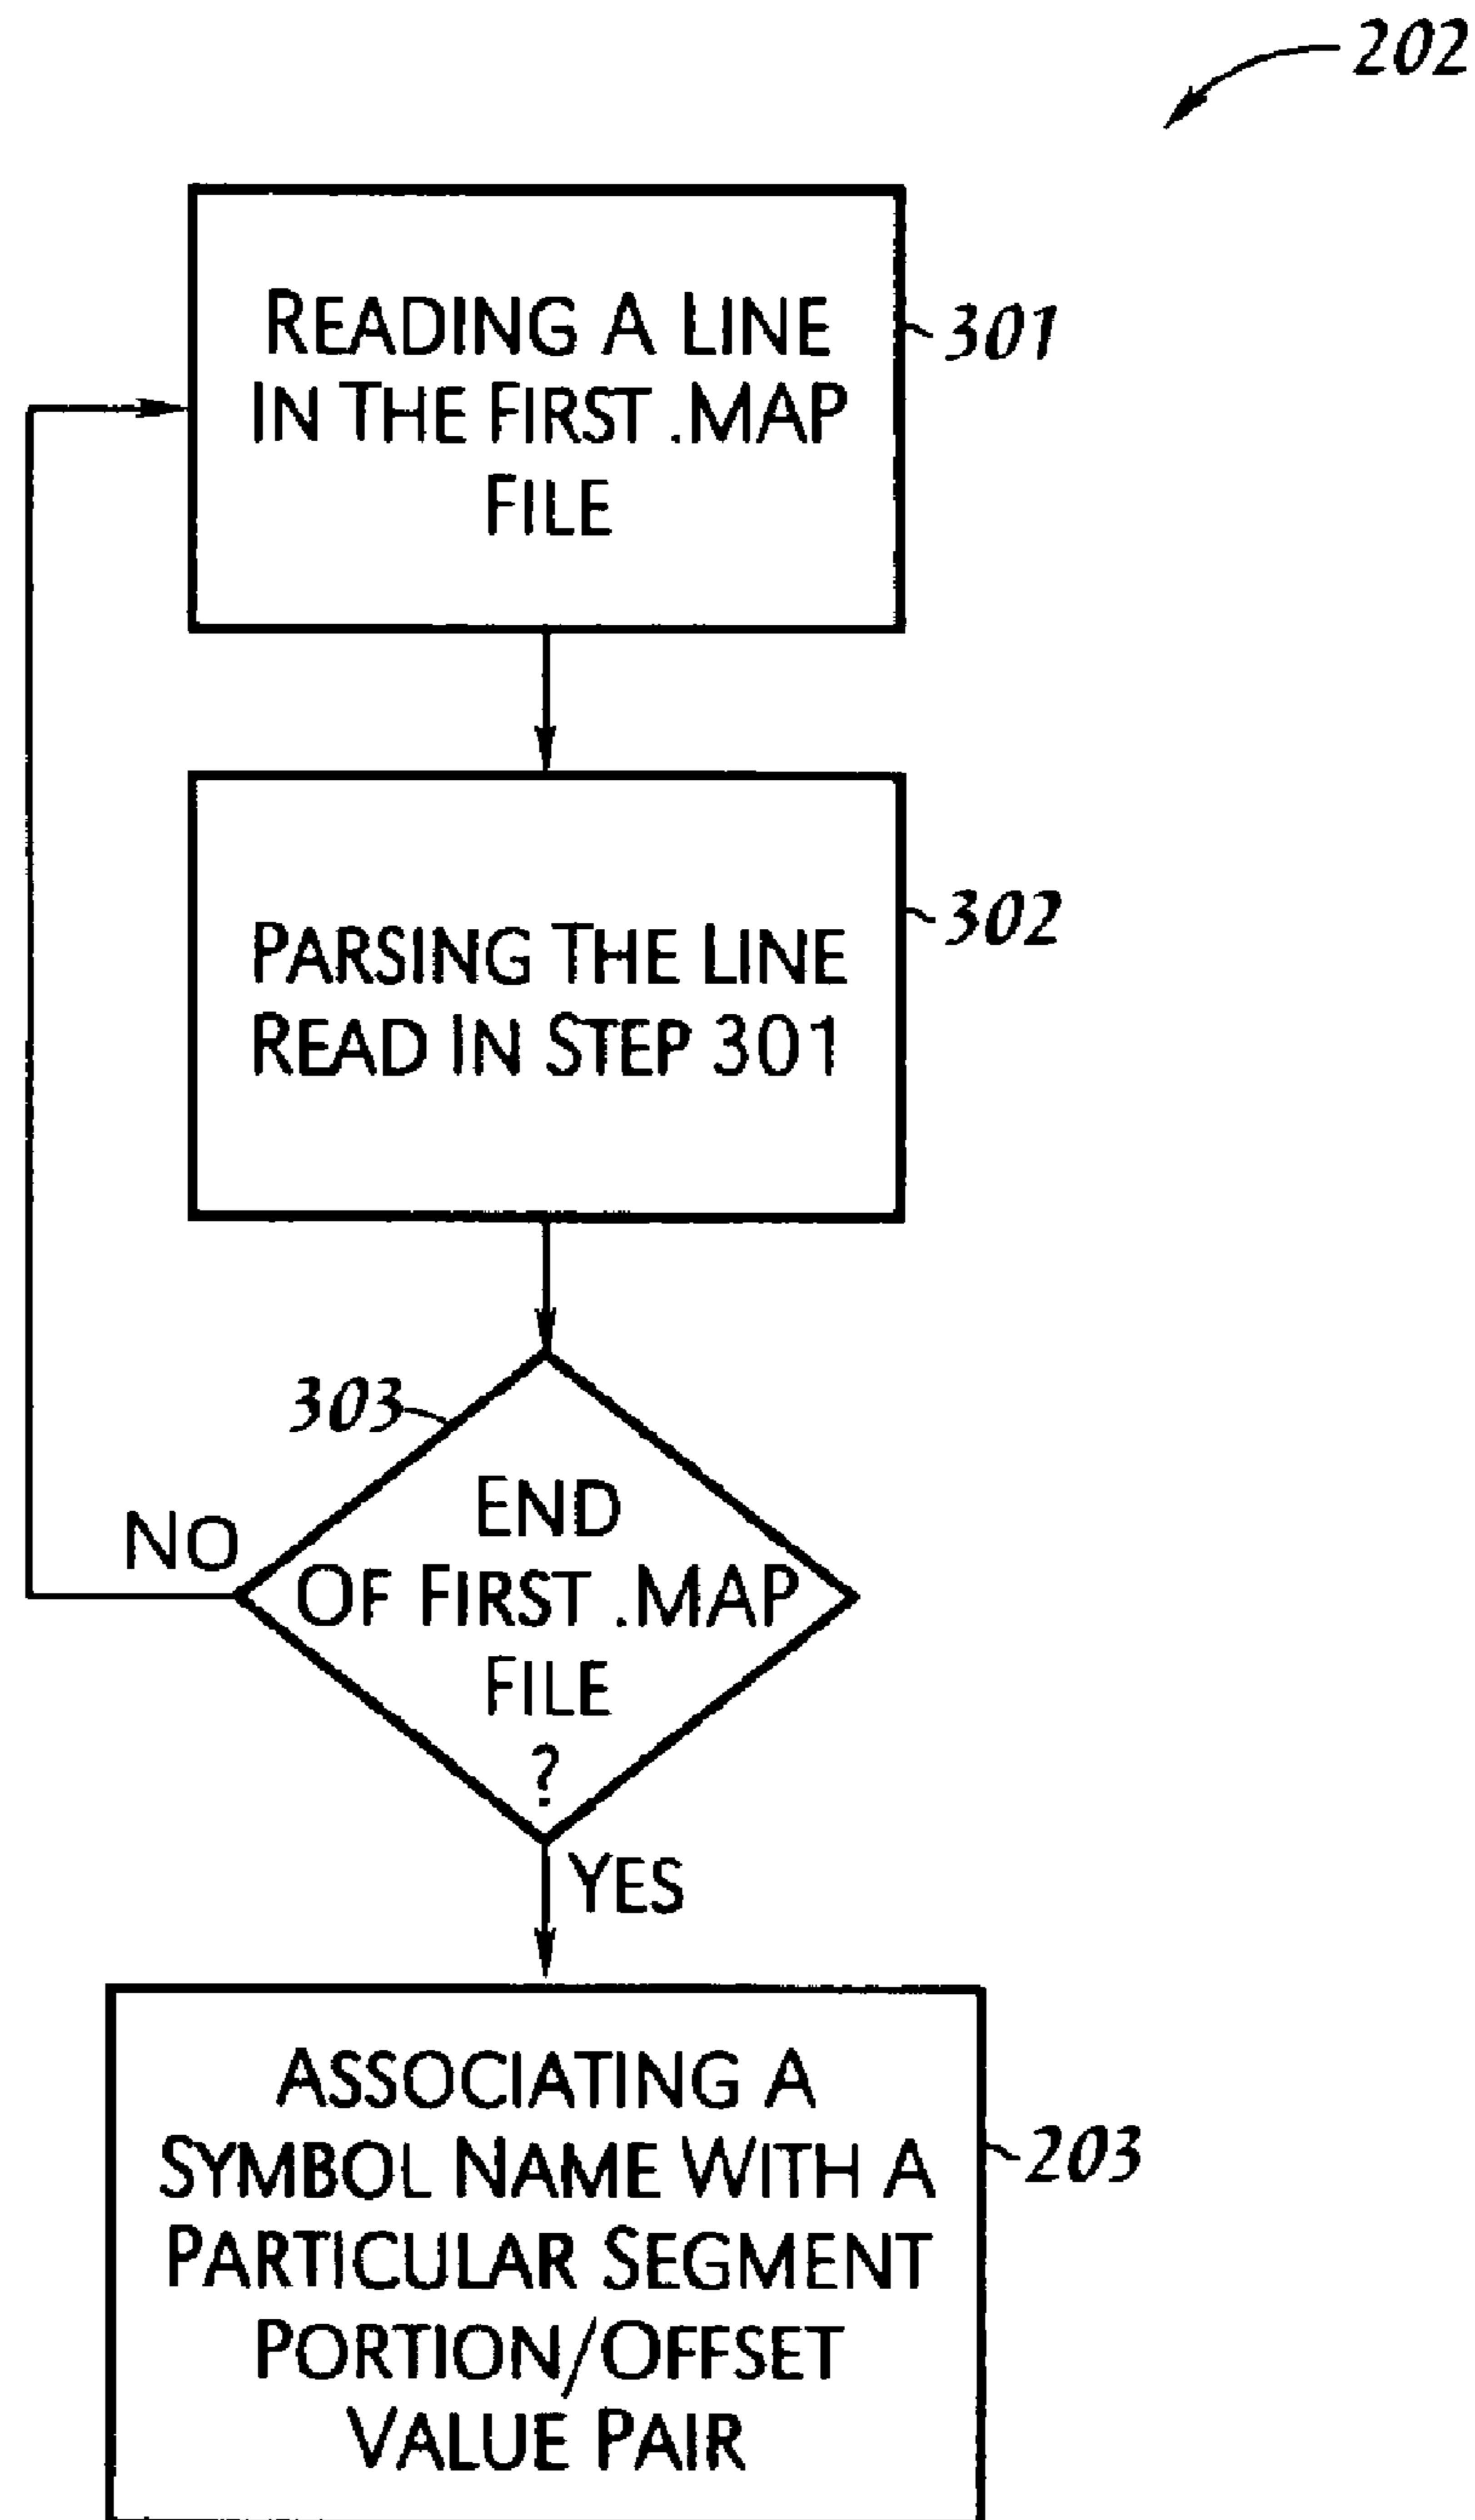 202
READING A LINE
IN THE FIRST .MAP
FILE
301
PARSING THE LINE
READ IN STEP 301
302
303
END
OF FIRST .MAP
FILE
?
NO
YES
ASSOCIATING A
SYMBOL NAME WITH A
PARTICULAR SEGMENT
PORTION/OFFSET
VALUE PAIR
203